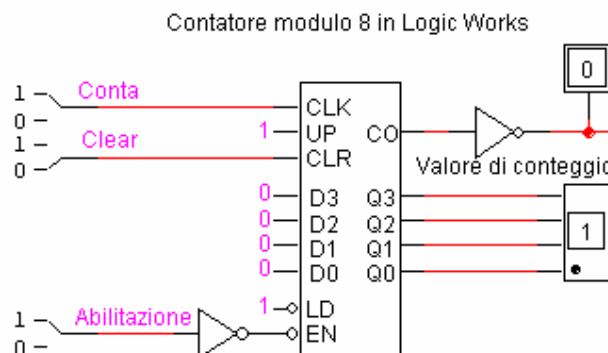 Contatore modulo 8 in Logic Works
0
1 Conta CLK
0
1 UP CO
1 Clear CLR
0
Valore di conteggio
0 D3 Q3
0 D2 Q2
1
0 D1 Q1
0 D0 Q0
1 LD
1 Abilitazione EN
0